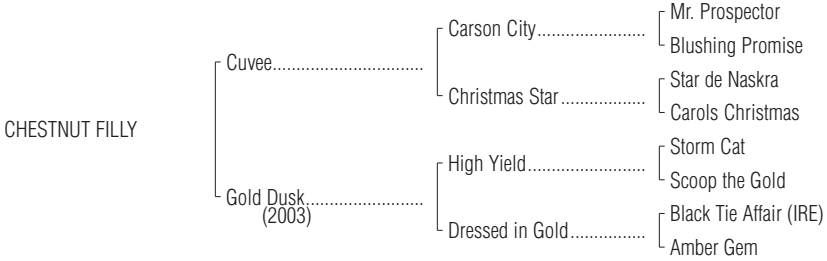 Mr. Prospector
Carson City......................
Blushing Promise
Cuvee..............................
Star de Naskra
Christmas Star.................
Carols Christmas
CHESTNUT FILLY
Storm Cat
High Yield........................
Scoop the Gold
Gold Dusk.......................
(2003)
Black Tie Affair (IRE)
Dressed in Gold...............
Amber Gem